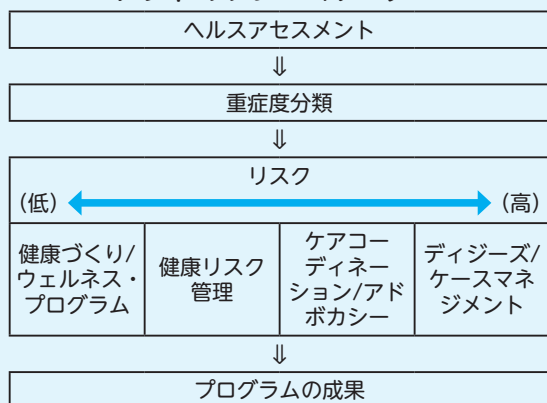 ヘルスアセスメント
⇓
重症度分類
⇓
リスク
(低)
(高)
健康づくり/
ウェルネス・
プログラム
健康リスク
管理
ケアコー
ディネー
ション/アド
ボカシー
ディジーズ/
ケースマネ
ジメント
⇓
プログラムの成果